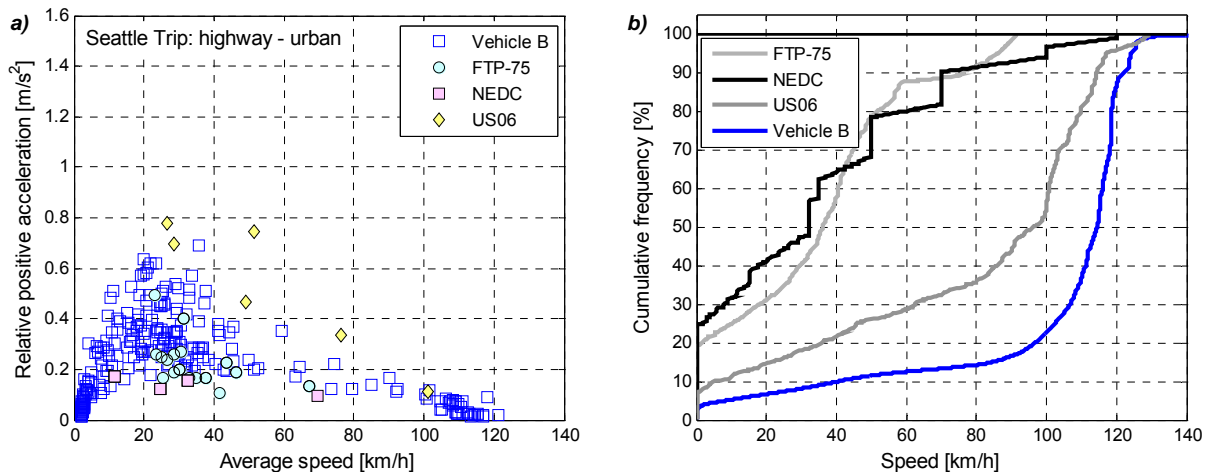 a)
Seattle Trip: highway - urban
Vehicle B
FTP-75
NEDC
US06
Relative positive acceleration [m/s²]
1.6
1.4
1.2
1
0.8
0.6
0.4
0.2
0
0 20 40 60 80 100 120 140
Average speed [km/h]
b)
FTP-75
NEDC
US06
Vehicle B
Cumulative frequency [%]
100
90
80
70
60
50
40
30
20
10
0
0 20 40 60 80 100 120 140
Speed [km/h]